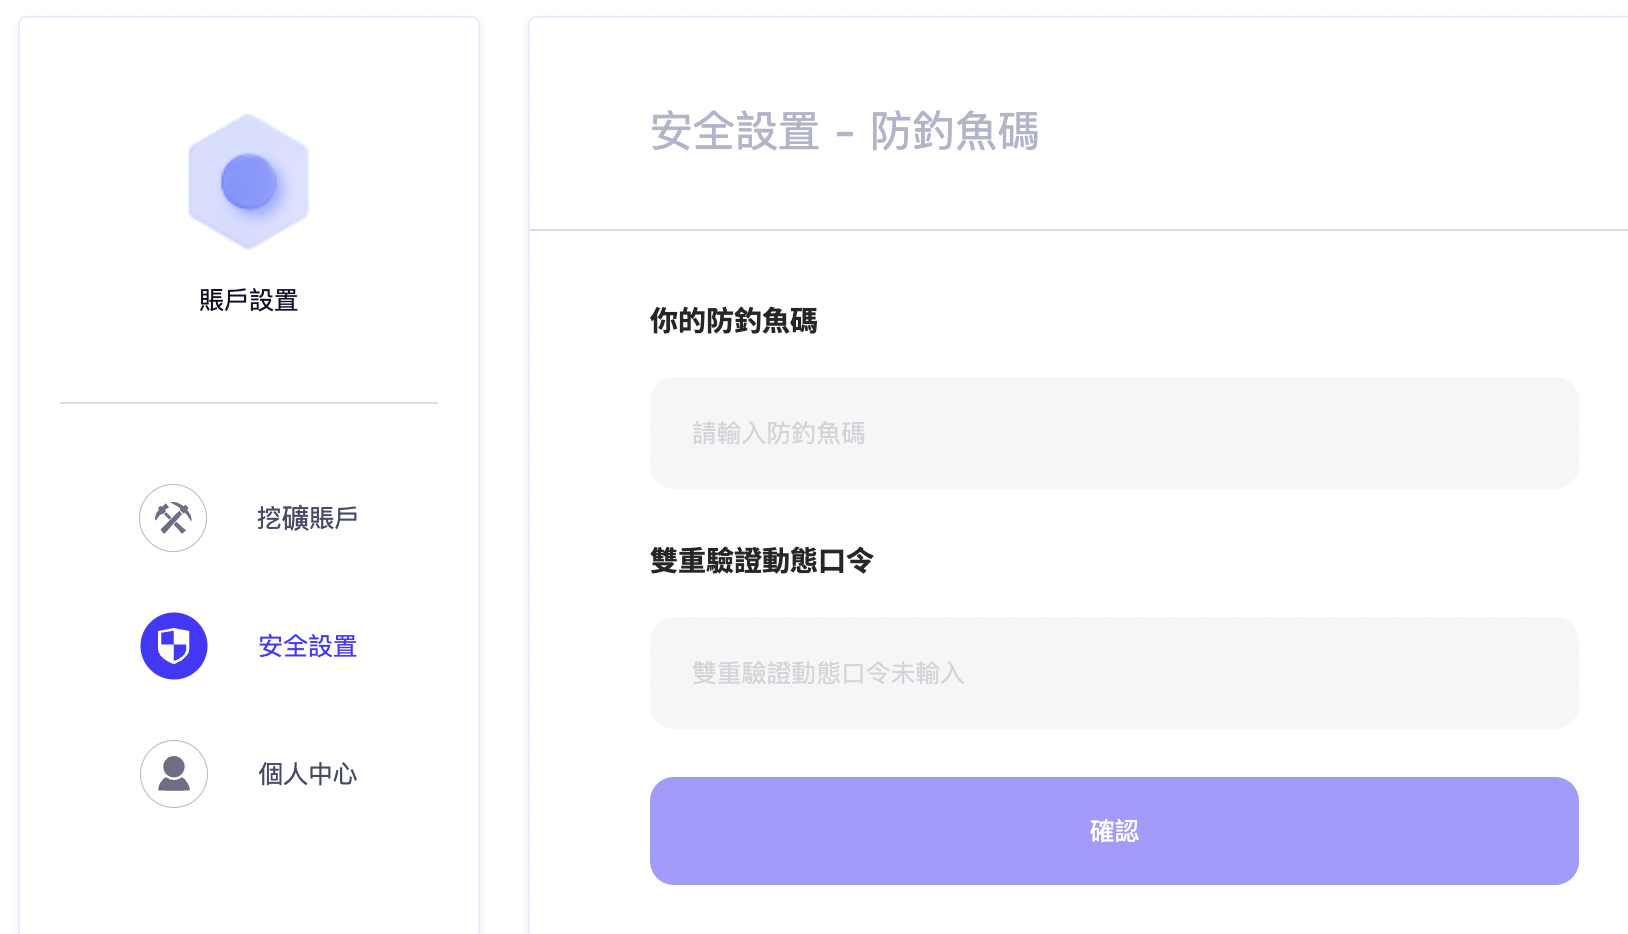 賬戶設置
挖礦賬戶
安全設置
個人中心
安全設置 - 防釣魚碼
你的防釣魚碼
請輸入防釣魚碼
雙重驗證動態口令
雙重驗證動態口令未輸入
確認